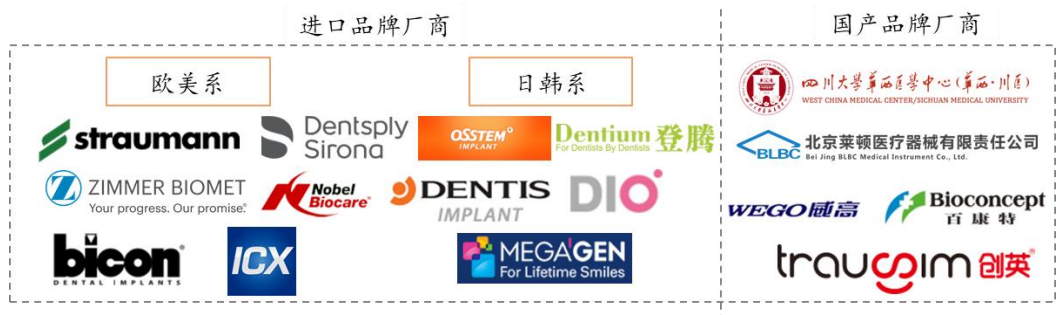 进口品牌厂商
国产品牌厂商
欧美系
日韩系
straumann
Dentsply
Sirona
ZIMMER BIOMET
Your progress. Our promise.®
Nobel
Biocare®
bicon®
DENTAL IMPLANTS
ICX
OSSTEM®
IMPLANT
Dentium 登腾
For Dentists By Dentists
DENTIS
IMPLANT
DIO
MEGA'GEN
For Lifetime Smiles
四川大学华西医学中心(华西·川医)
WEST CHINA MEDICAL CENTER/SICHUAN MEDICAL UNIVERSITY
BLBC 北京莱顿医疗器械有限责任公司
Bei Jing BLBC Medical Instrument Co., Ltd.
WEGO威高
Bioconcept
百康特
trausim 创英®